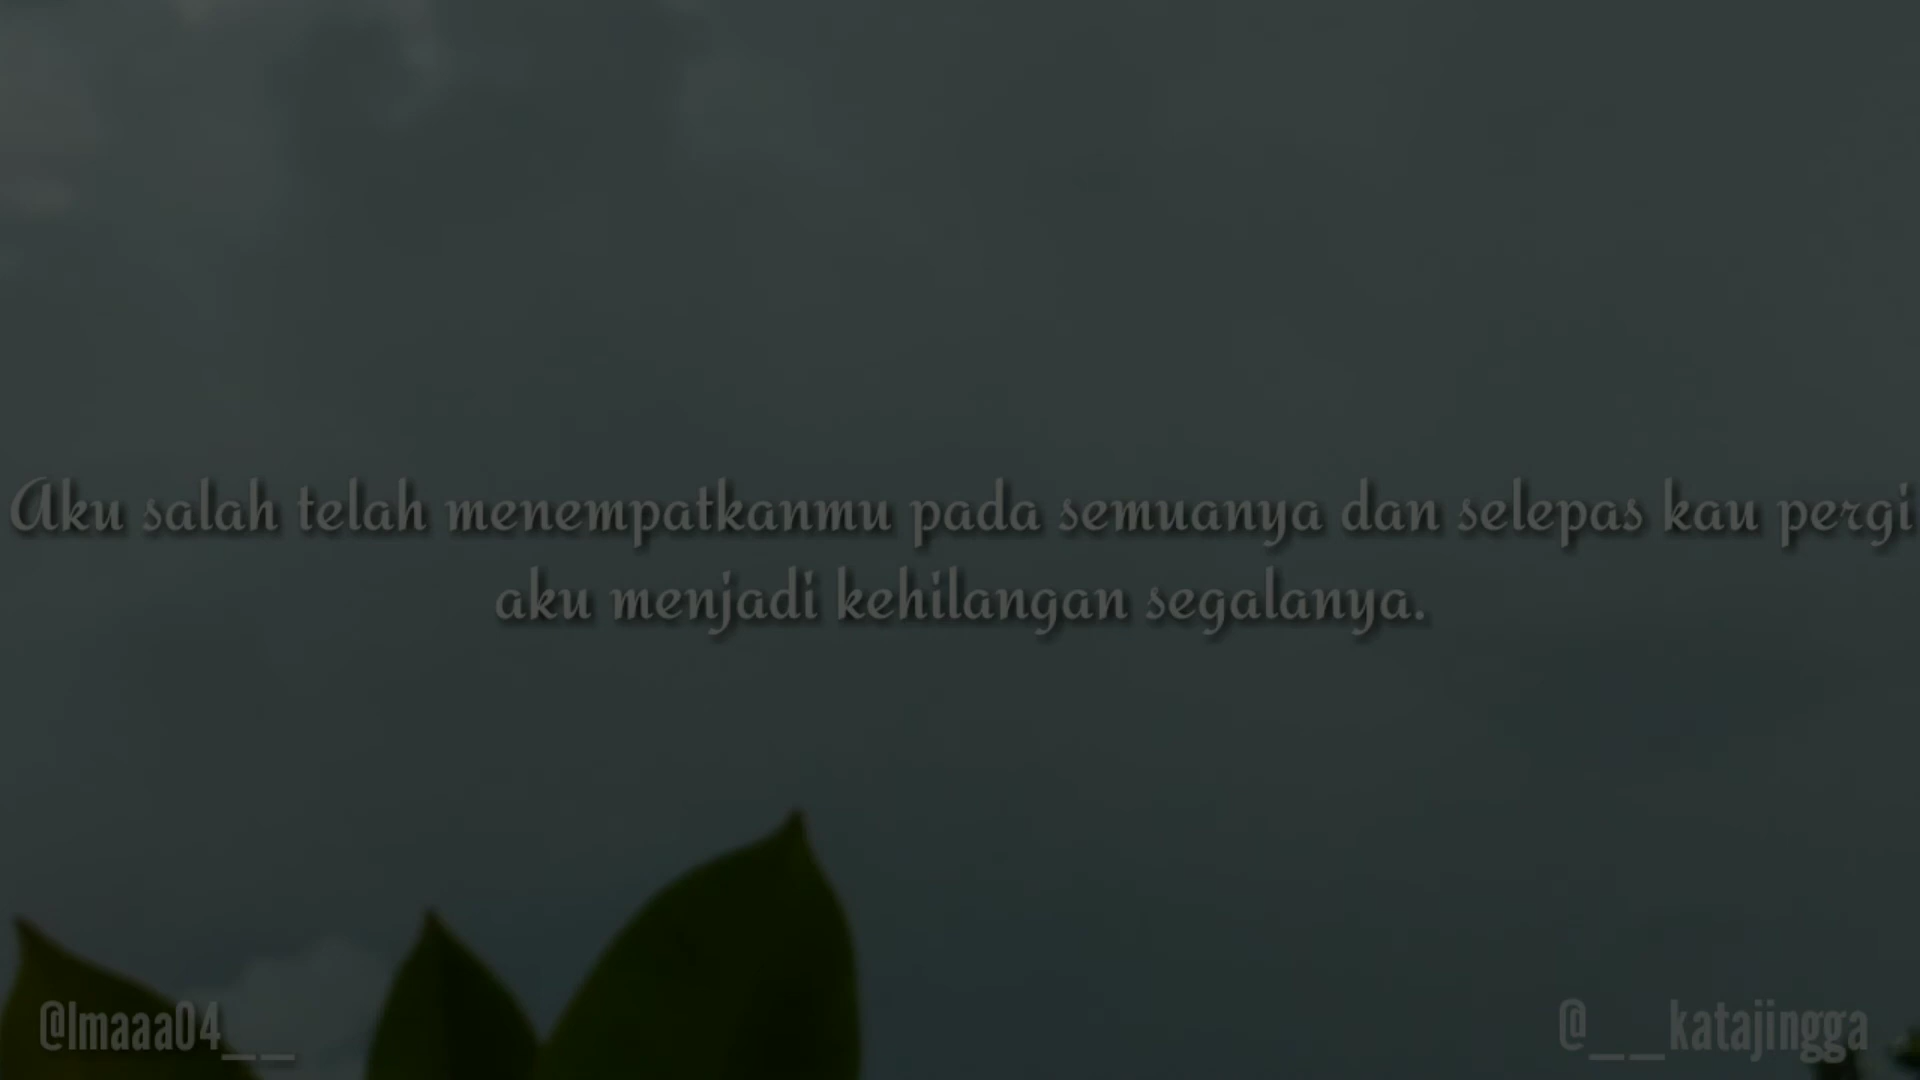 Aku salah telah menempatkanmu pada semuanya dan selepas kau pergi
aku menjadi kehilangan segalanya.
@lmaaa04__
@__katajingga